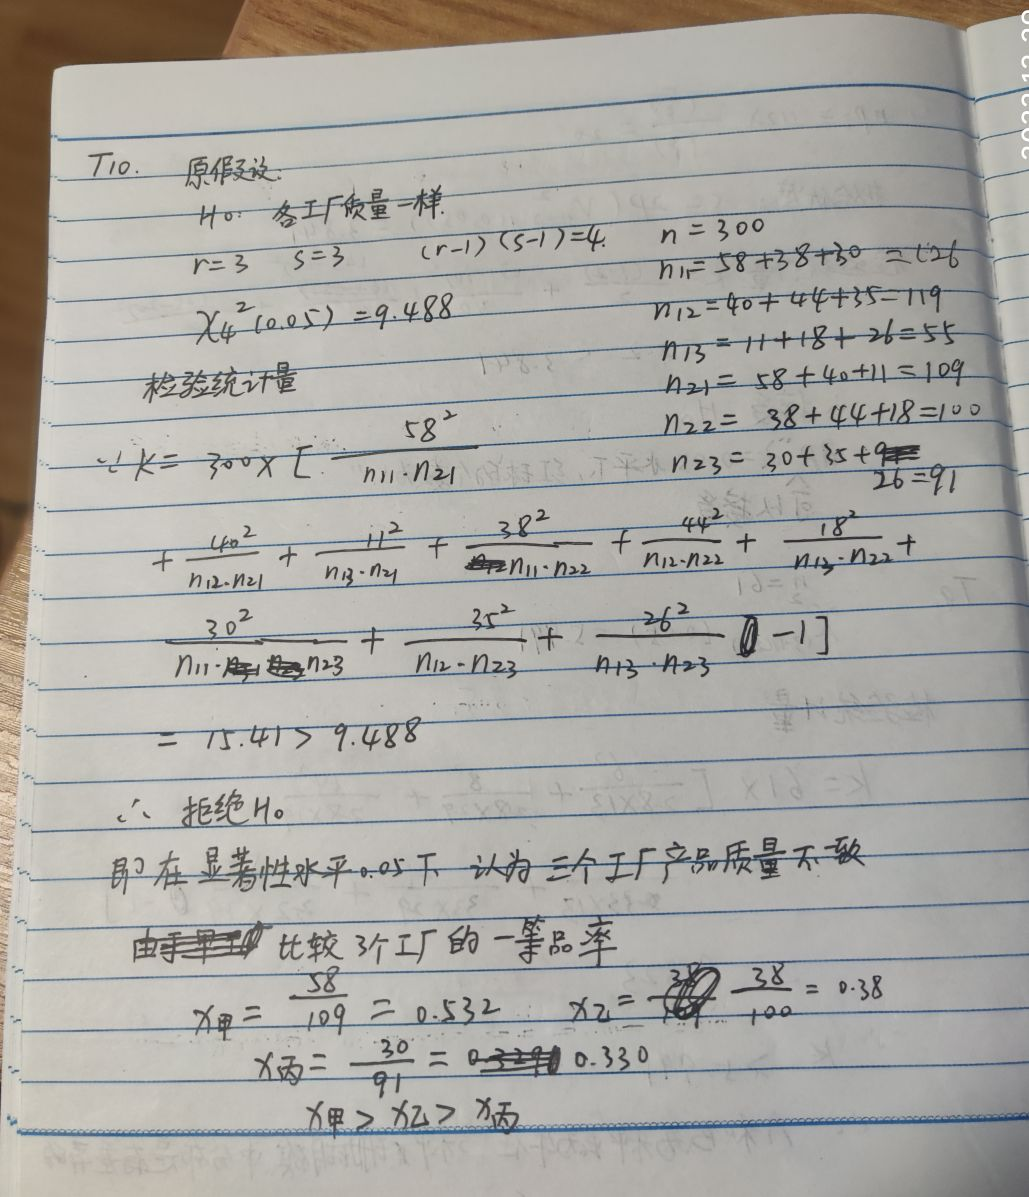 T10. 原假设:
H₀: 各工厂质量一样.
r=3 s=3 (r-1)(s-1)=4. n=300
n₁₁=58+38+30=126
χ₄²(0.05)=9.488
n₁₂=40+44+35=119
n₁₃=11+18+26=55
检验统计量
n₂₁=58+40+11=109
n₂₂=38+44+18=100
∵ k= 300×[ 58²/(n₁₁·n₂₁)
n₂₃=30+35+26=91
+ 40²/(n₁₂·n₂₁) + 11²/(n₁₃·n₂₁) + 38²/(n₁₁·n₂₂) + 44²/(n₁₂·n₂₂) + 18²/(n₁₃·n₂₂) +
30²/(n₁₁·n₂₃) + 35²/(n₁₂·n₂₃) + 26²/(n₁₃·n₂₃) -1]
= 15.41 > 9.488
∴ 拒绝H₀
即在显著性水平0.05下 认为三个工厂产品质量不一致
比较3个工厂的一等品率
x甲= 58/109 = 0.532 x乙= 38/100 = 0.38
x丙= 30/91 = 0.330
x甲>x乙>x丙